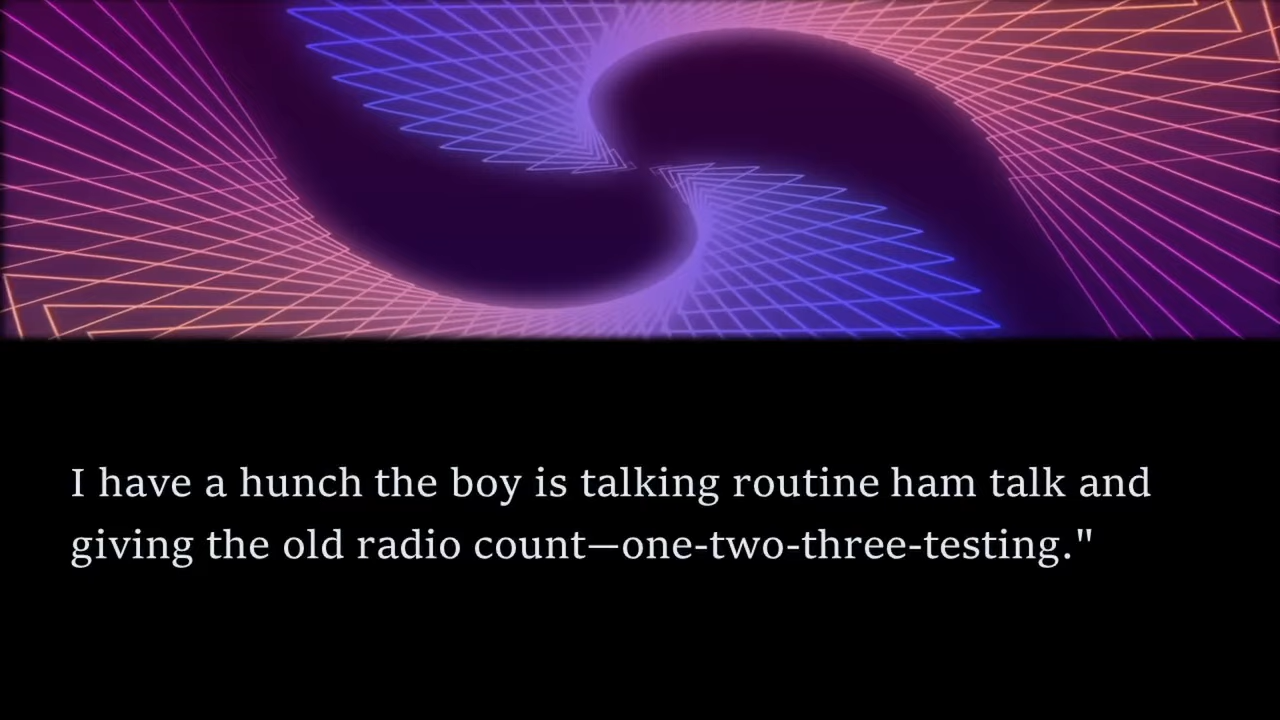 I have a hunch the boy is talking routine ham talk and
giving the old radio count—one-two-three-testing."